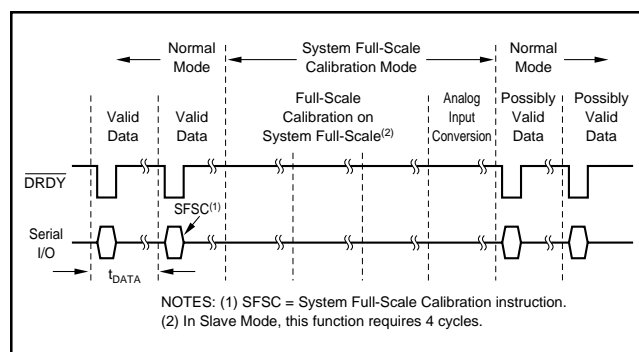 Normal Mode
System Full-Scale Calibration Mode
Normal Mode
Valid Data
Valid Data
Full-Scale Calibration on System Full-Scale(2)
Analog Input Conversion
Possibly Valid Data
Possibly Valid Data
DRDY
SFSC(1)
Serial I/O
tDATA
NOTES: (1) SFSC = System Full-Scale Calibration instruction.
(2) In Slave Mode, this function requires 4 cycles.